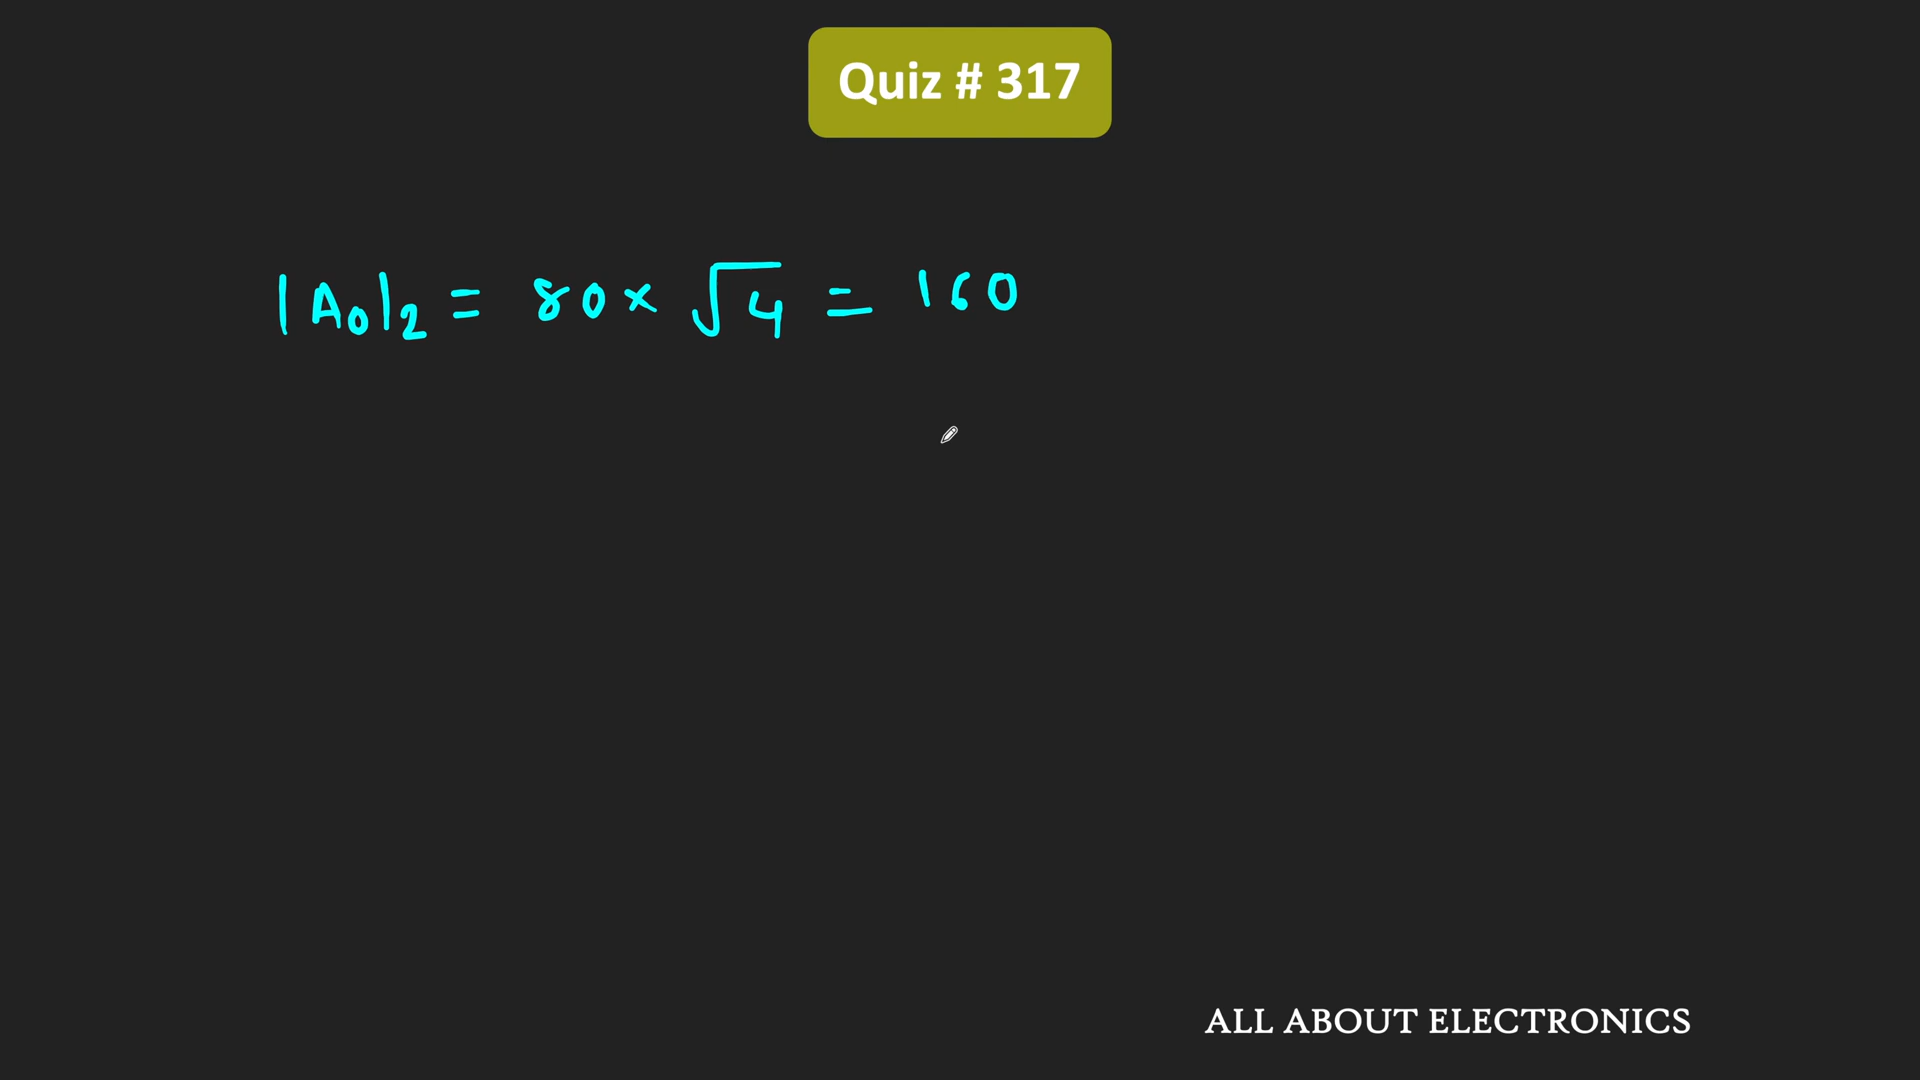 Quiz # 317
|A₀|₂ = 80 × √4 = 160
ALL ABOUT ELECTRONICS